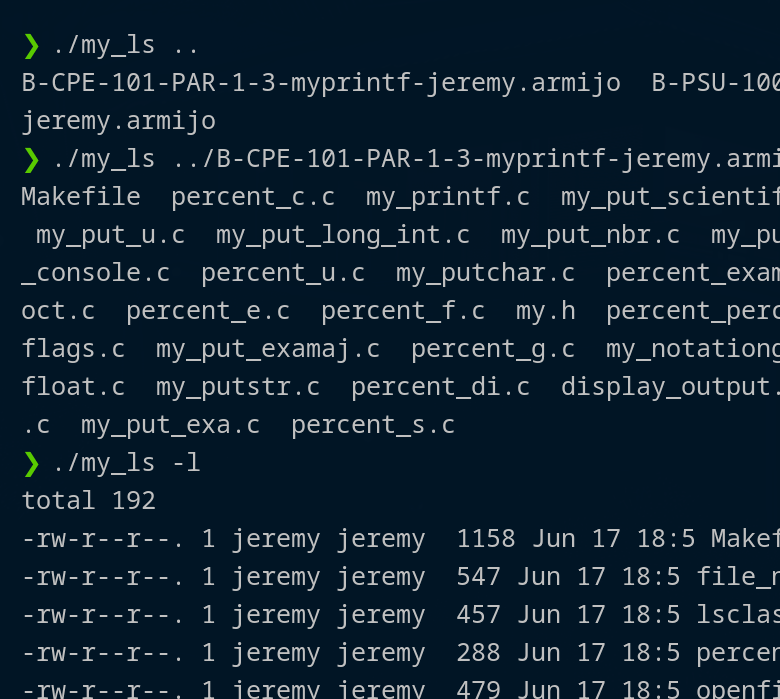 ❯ ./my_ls ..
B-CPE-101-PAR-1-3-myprintf-jeremy.armijo  B-PSU-100
jeremy.armijo
❯ ./my_ls ../B-CPE-101-PAR-1-3-myprintf-jeremy.armi
Makefile  percent_c.c  my_printf.c  my_put_scientif
 my_put_u.c  my_put_long_int.c  my_put_nbr.c  my_pu
_console.c  percent_u.c  my_putchar.c  percent_exam
oct.c  percent_e.c  percent_f.c  my.h  percent_perc
flags.c  my_put_examaj.c  percent_g.c  my_notationg
float.c  my_putstr.c  percent_di.c  display_output.
.c  my_put_exa.c  percent_s.c
❯ ./my_ls -l
total 192
-rw-r--r--. 1 jeremy jeremy  1158 Jun 17 18:5 Makef
-rw-r--r--. 1 jeremy jeremy  547 Jun 17 18:5 file_n
-rw-r--r--. 1 jeremy jeremy  457 Jun 17 18:5 lsclas
-rw-r--r--. 1 jeremy jeremy  288 Jun 17 18:5 percen
-rw-r--r--. 1 jeremy jeremy  479 Jun 17 18:5 openfi